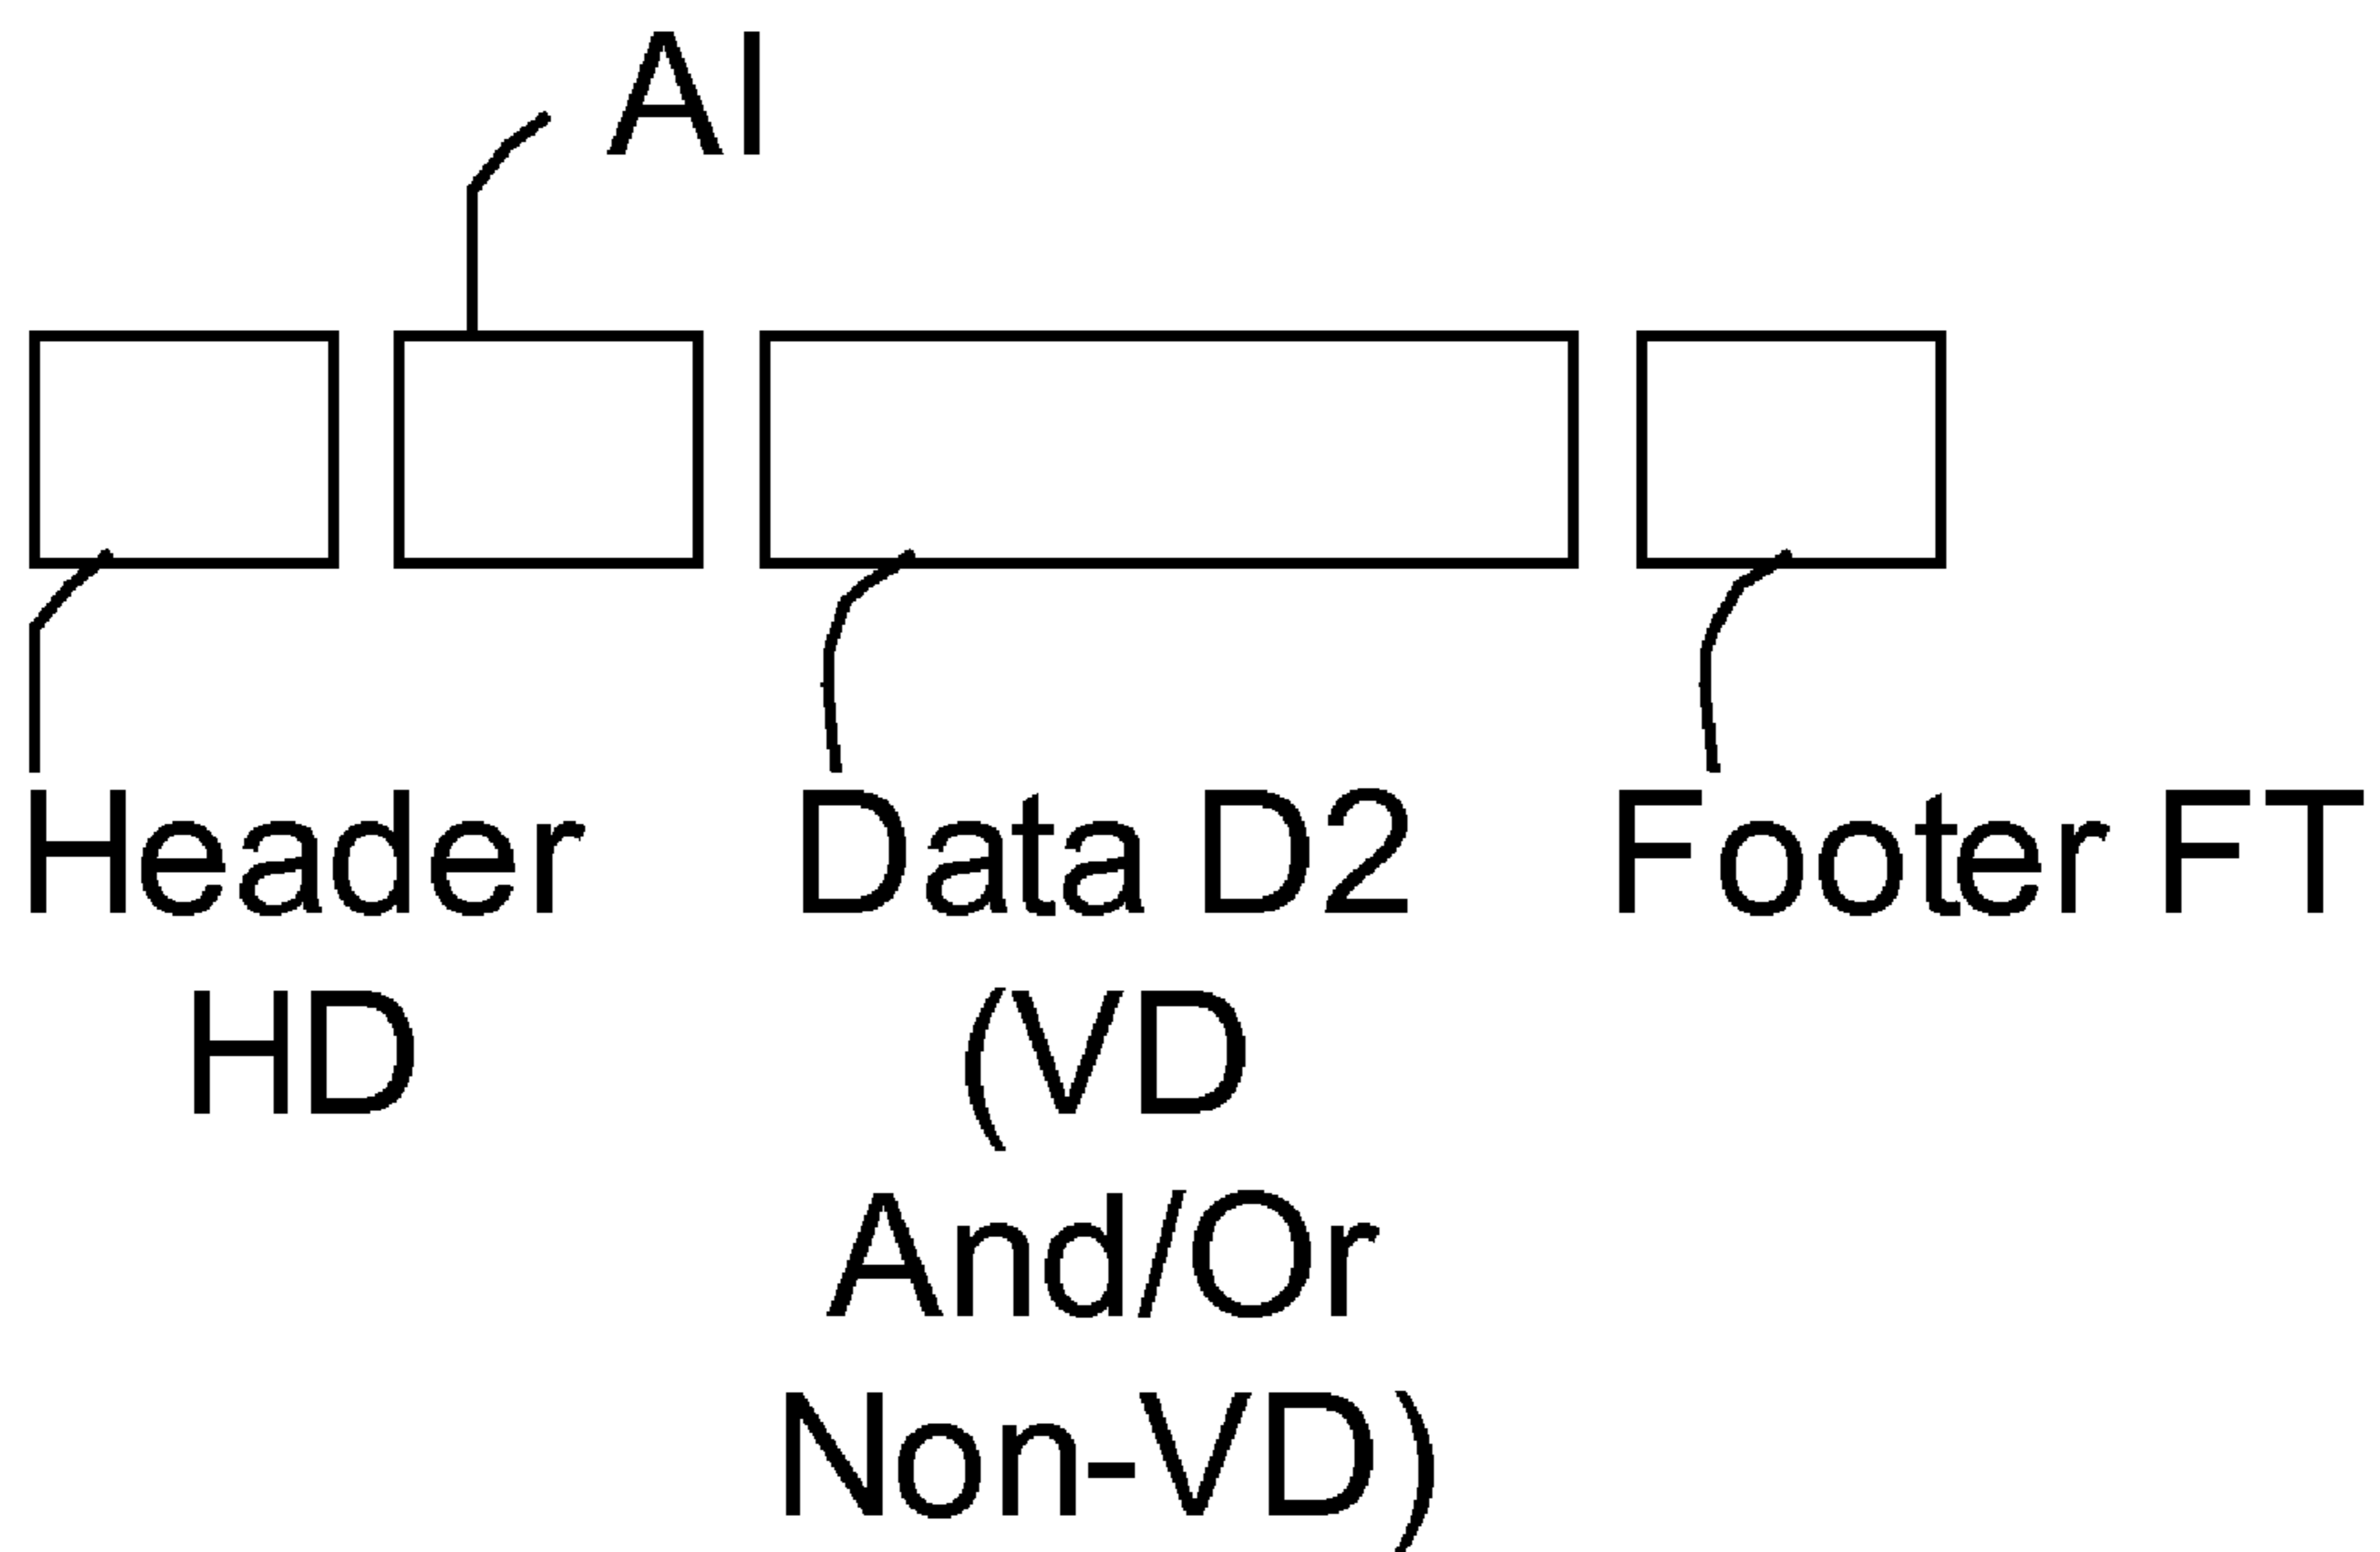 AI
Header
HD
Data D2
(VD
And/Or
Non-VD)
Footer FT